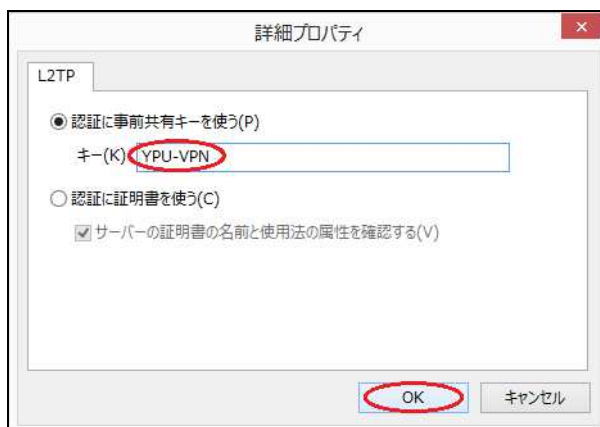 詳細プロパティ
×
L2TP
認証に事前共有キーを使う(P)
キー(K) YPU-VPN
認証に証明書を使う(C)
サーバーの証明書の名前と使用法の属性を確認する(V)
OK キャンセル